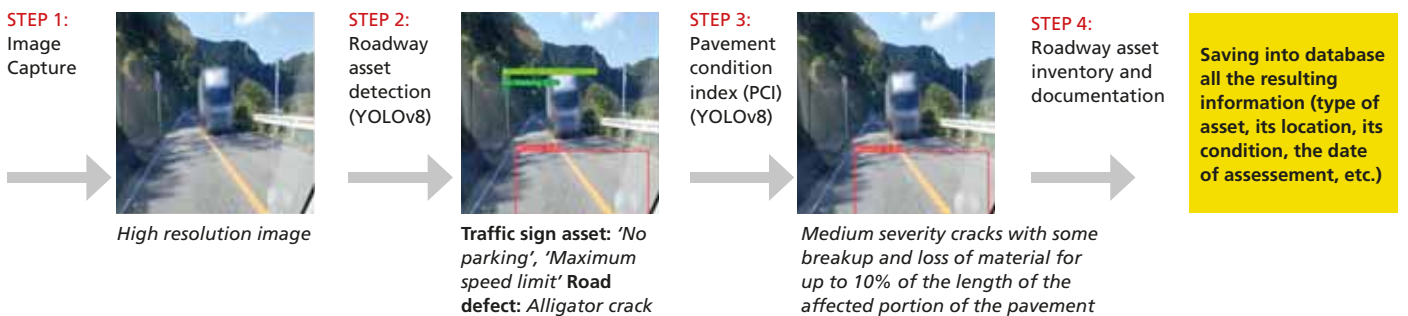 STEP 1:
Image
Capture
High resolution image
STEP 2:
Roadway
asset
detection
(YOLOv8)
Traffic sign asset: ‘No
parking’, ‘Maximum
speed limit’ Road
defect: Alligator crack
STEP 3:
Pavement
condition
index (PCI)
(YOLOv8)
Medium severity cracks with some
breakup and loss of material for
up to 10% of the length of the
affected portion of the pavement
STEP 4:
Roadway asset
inventory and
documentation
Saving into database
all the resulting
information (type of
asset, its location, its
condition, the date
of assessement, etc.)